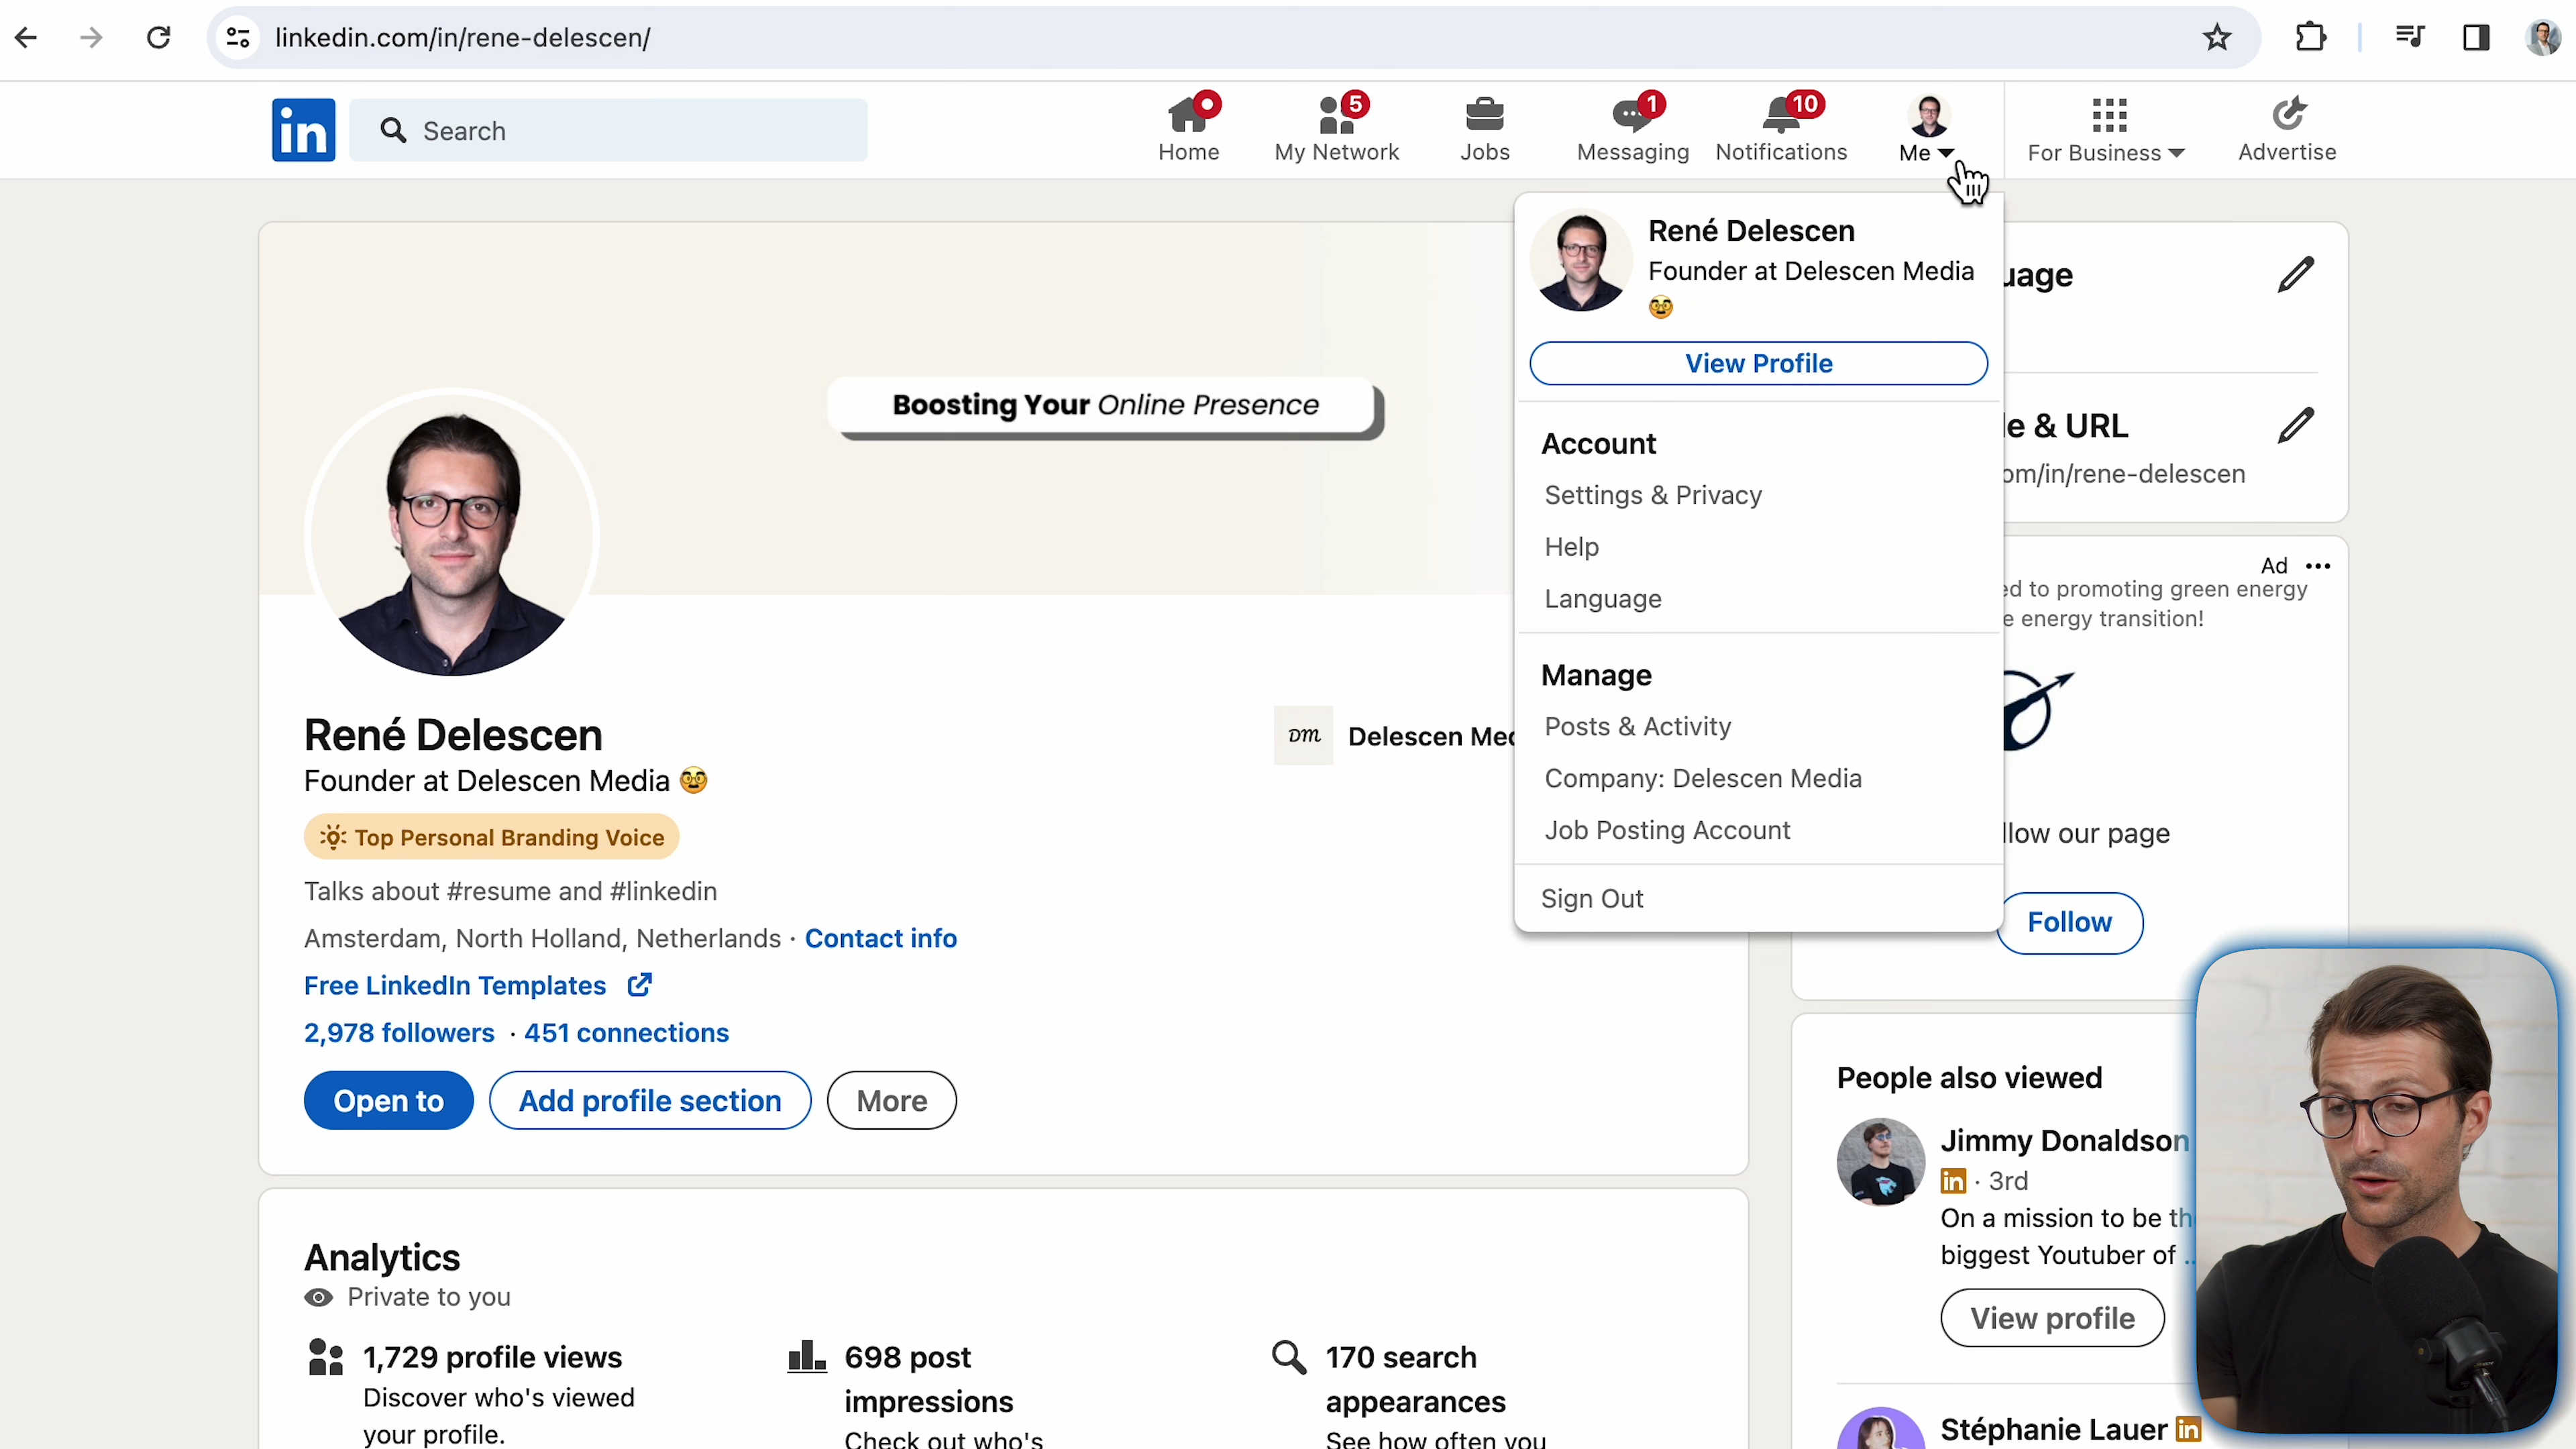 linkedin.com/in/rene-delescen/
in
Search
Home
5
My Network
Jobs
1
Messaging
10
Notifications
Me
For Business
Advertise
René Delescen
Founder at Delescen Media
View Profile
Account
Settings & Privacy
Help
Language
Manage
Posts & Activity
Company: Delescen Media
Job Posting Account
Sign Out
Boosting Your Online Presence
René Delescen
Founder at Delescen Media
Top Personal Branding Voice
Talks about #resume and #linkedin
Amsterdam, North Holland, Netherlands · Contact info
Free LinkedIn Templates
2,978 followers · 451 connections
Open to
Add profile section
More
DM
Delescen Med
Analytics
Private to you
1,729 profile views
Discover who's viewed
your profile.
698 post
impressions
Check out who's
170 search
appearances
See how often you
uage
le & URL
om/in/rene-delescen
Ad
ed to promoting green energy
e energy transition!
llow our page
Follow
People also viewed
Jimmy Donaldson
in · 3rd
On a mission to be th
biggest Youtuber of ..
View profile
Stéphanie Lauer in